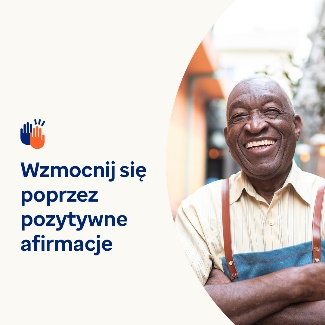 Wzmocnij się
poprzez
pozytywne
afirmacje